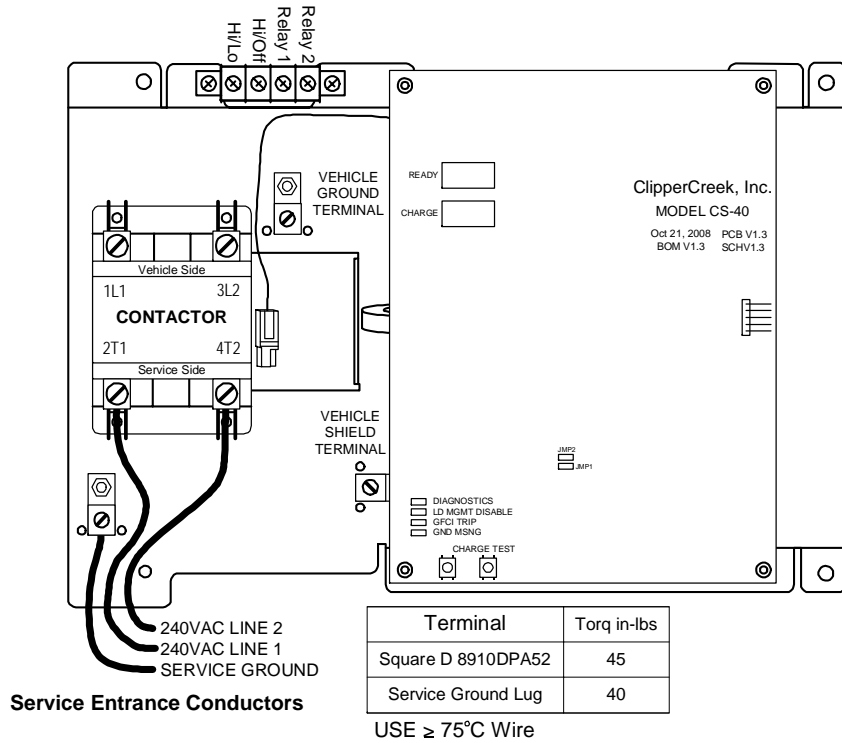 Hi/Lo
Hi/Off
Relay 1
Relay 2
VEHICLE
GROUND
TERMINAL
READY
CHARGE
ClipperCreek, Inc.
MODEL CS-40
Oct 21, 2008 PCB V1.3
BOM V1.3 SCHV1.3
Vehicle Side
1L1 3L2
CONTACTOR
2T1 4T2
Service Side
VEHICLE
SHIELD
TERMINAL
JMP2
JMP1
DIAGNOSTICS
LD MGMT DISABLE
GFCI TRIP
GND MSNG
CHARGE TEST
240VAC LINE 2
240VAC LINE 1
SERVICE GROUND
Service Entrance Conductors
Terminal Torq in-lbs
Square D 8910DPA52 45
Service Ground Lug 40
USE ≥ 75°C Wire